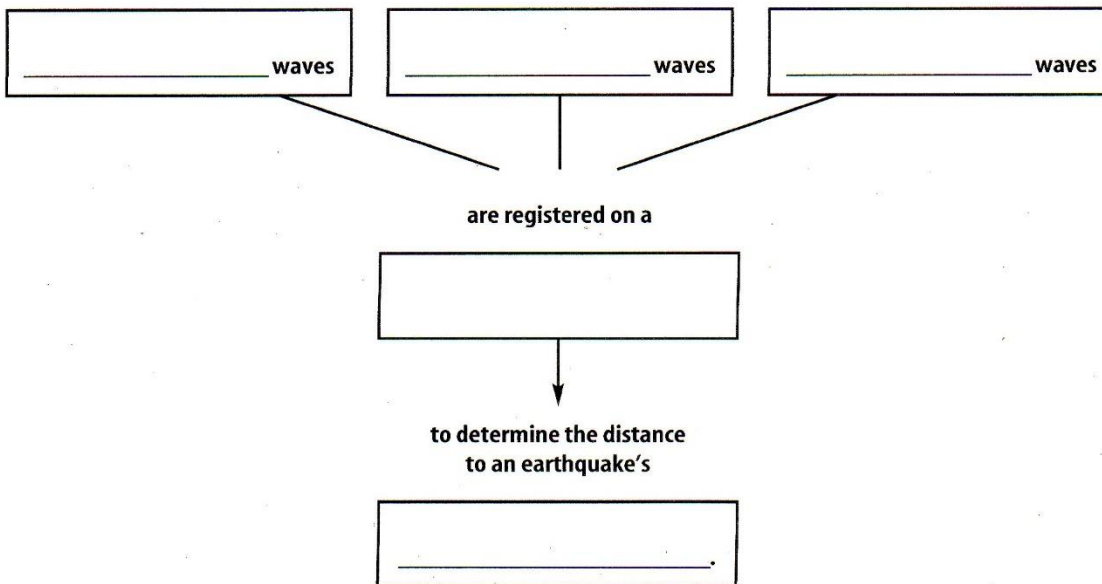 waves
waves
waves
are registered on a
to determine the distance
to an earthquake's
.